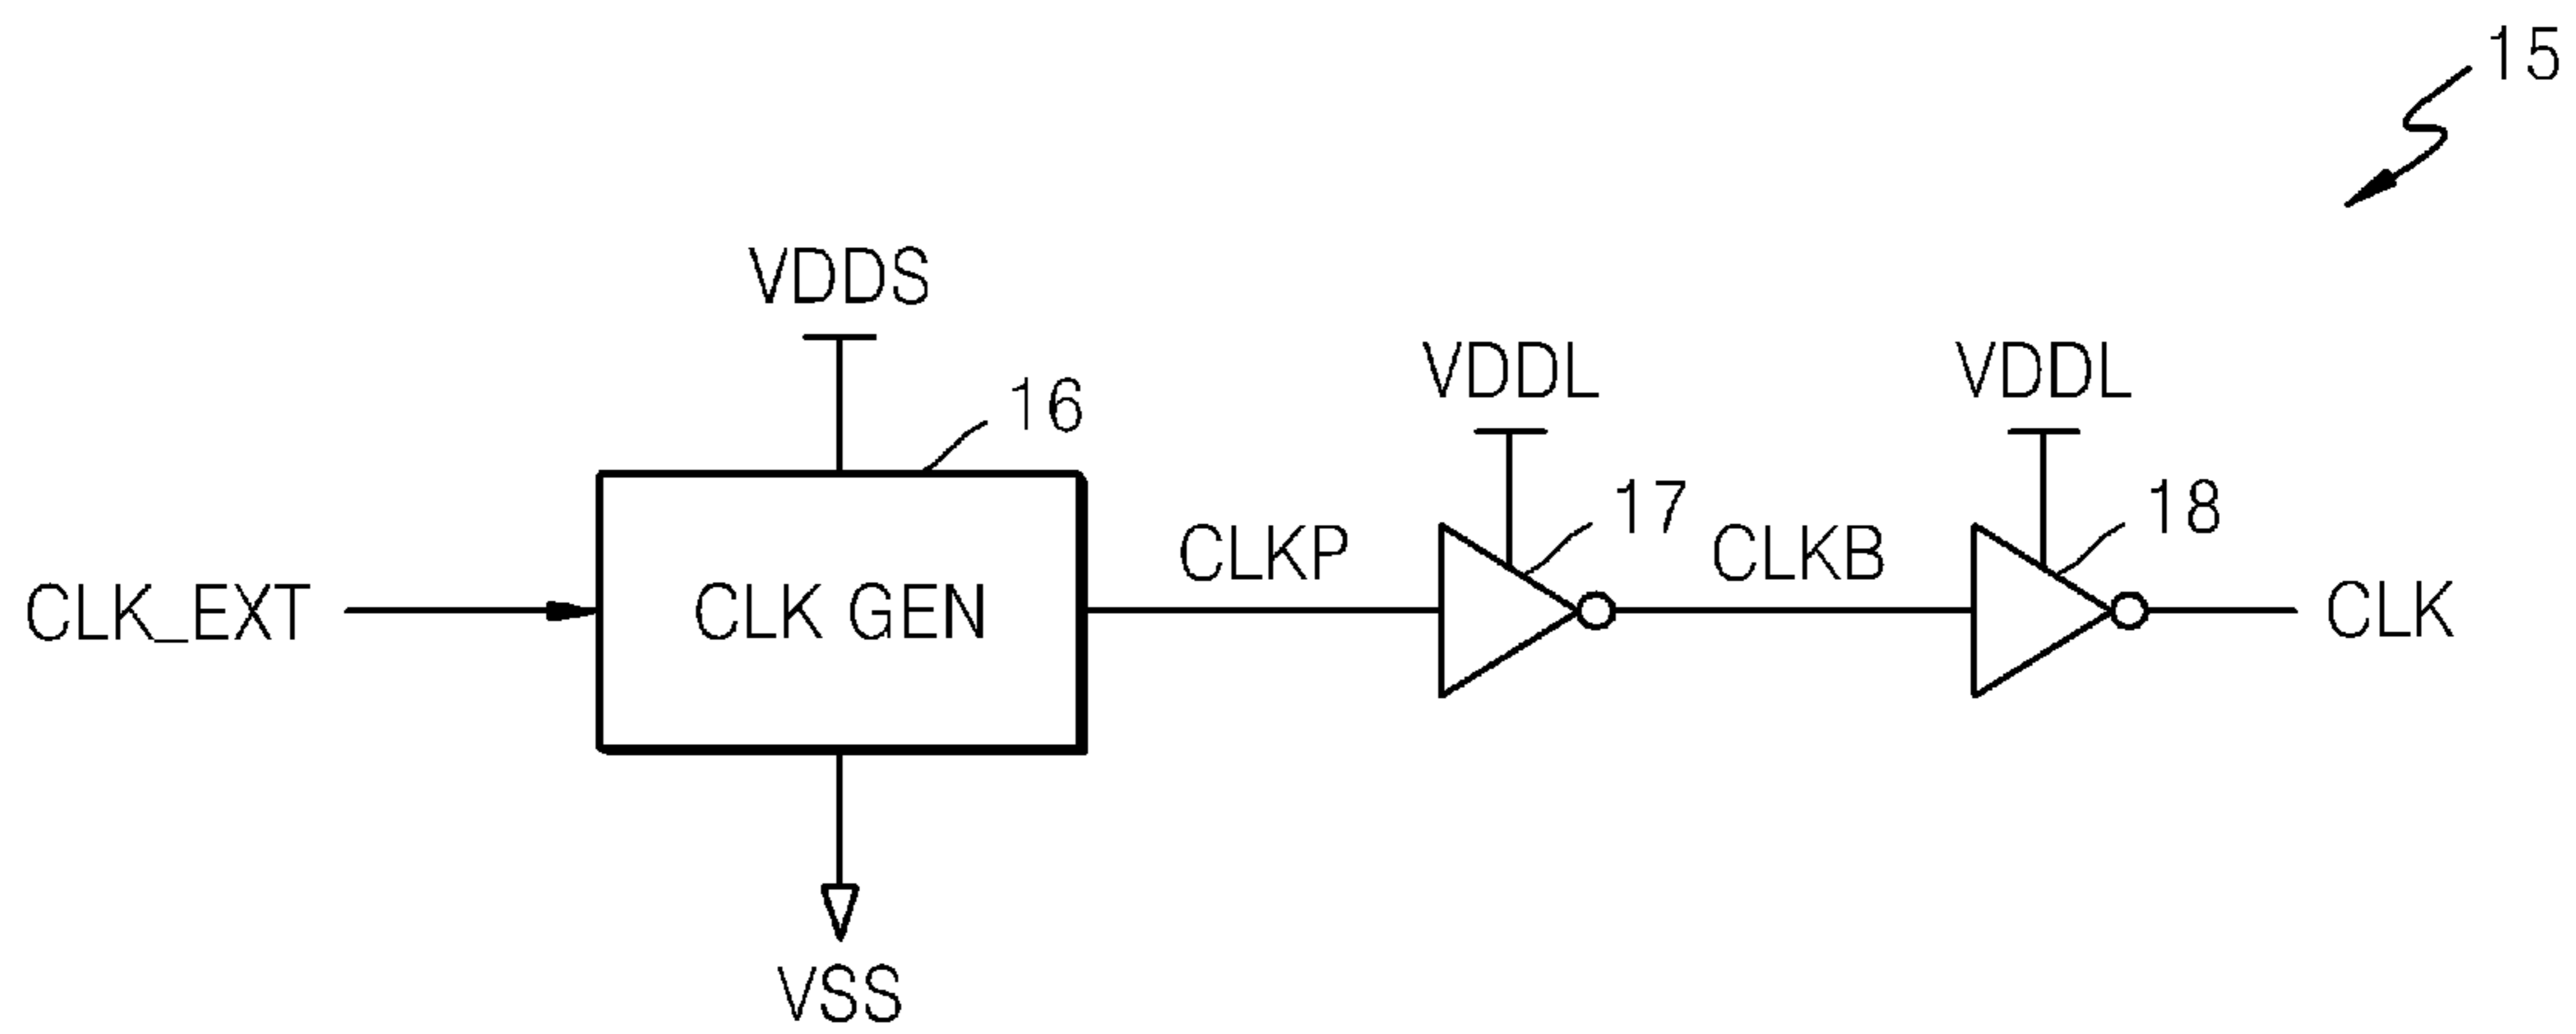 15
VDDS
16
VDDL
17
VDDL
18
CLK_EXT
CLK GEN
CLKP
CLKB
CLK
VSS